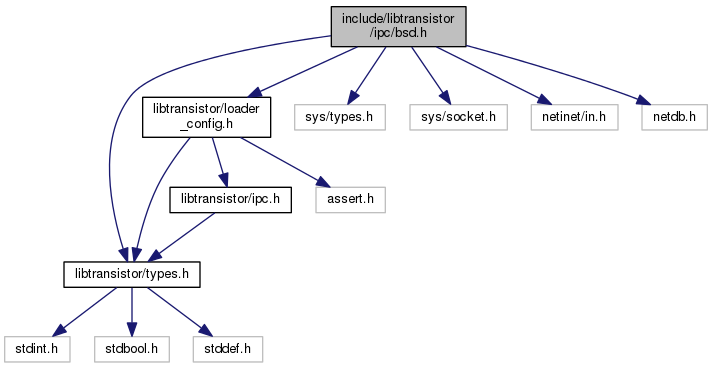 include/libtransistor
/ipc/bsd.h
libtransistor/loader
_config.h
sys/types.h
sys/socket.h
netinet/in.h
netdb.h
libtransistor/ipc.h
assert.h
libtransistor/types.h
stdint.h
stdbool.h
stddef.h